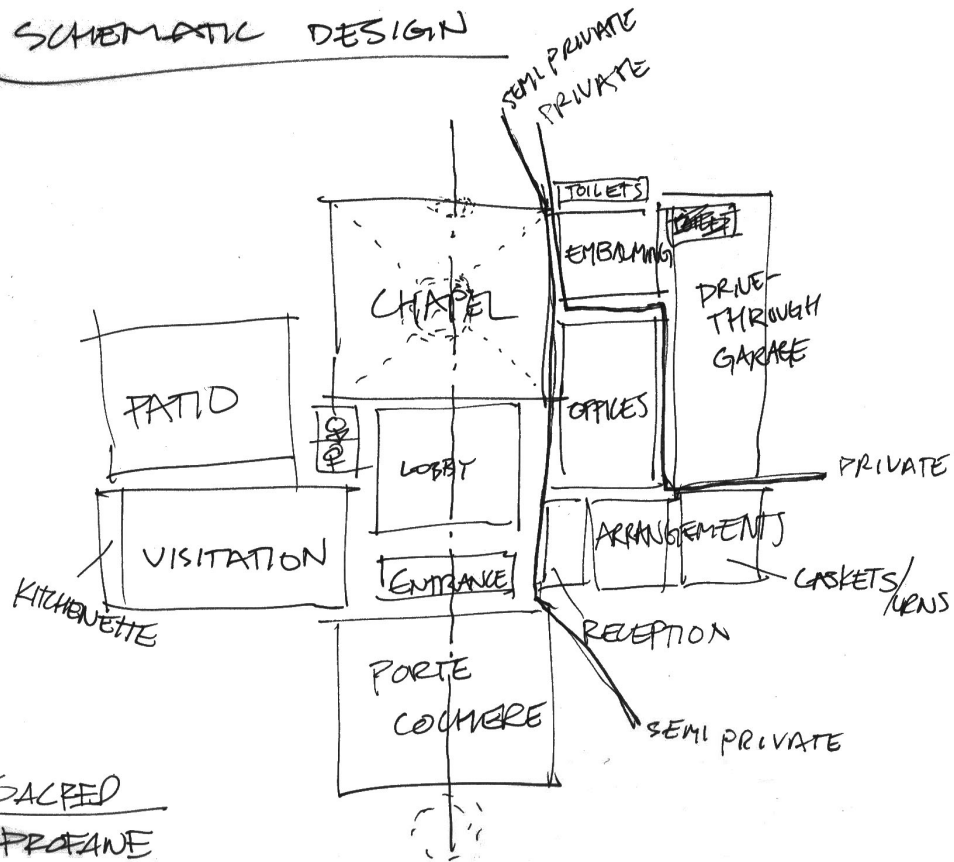 SCHEMATIC DESIGN
SEMI PRIVATE
PRIVATE
TOILETS
EMBALMING
DRIVE-
THROUGH
GARAGE
CHAPEL
PATIO
OFFICES
LOBBY
PRIVATE
VISITATION
ARRANGEMENTS
ENTRANCE
KITCHENETTE
CASKETS/
URNS
RECEPTION
PORTE
COCHERE
SEMI PRIVATE
SACRED
PROFANE